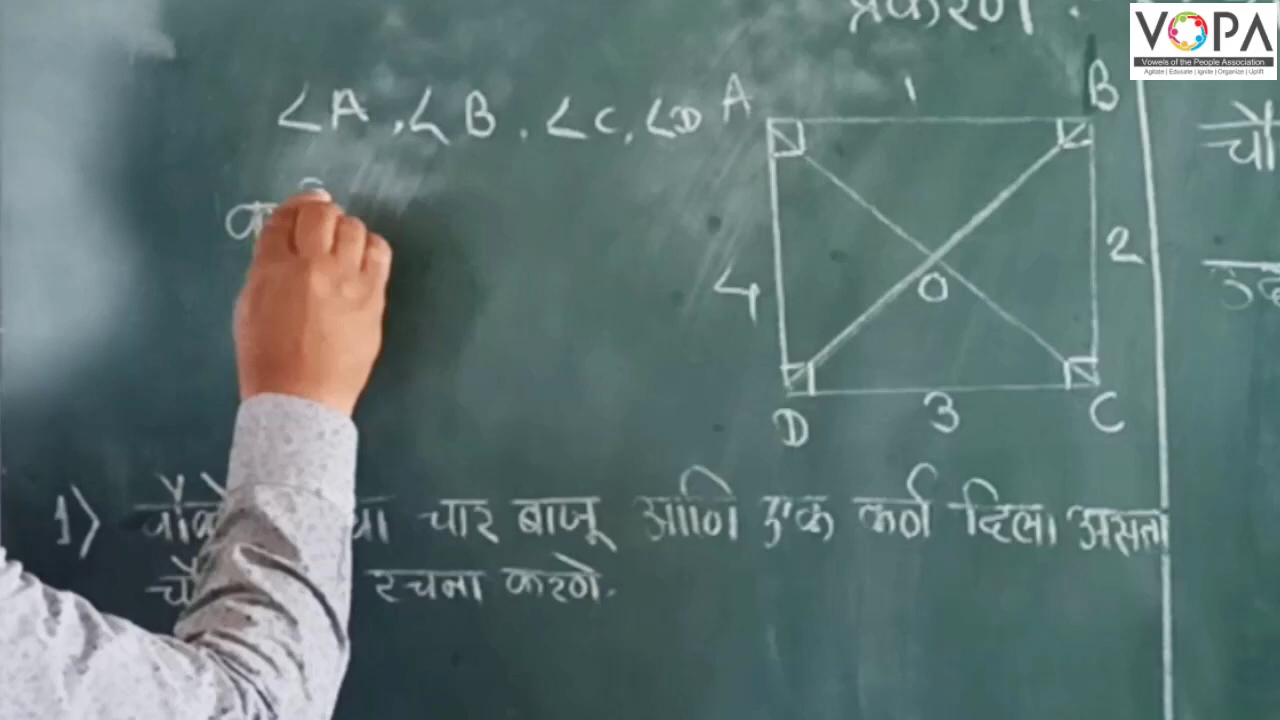 प्रकरण :
VOPA
Vowels of the People Association
Agitate | Educate | Ignite | Organize | Uplift
∠A , ∠B , ∠C, ∠D
A 1 B
4 2
O
D 3 C
1) चार बाजू आणि एक कर्ण दिला असता
रचना करणे.